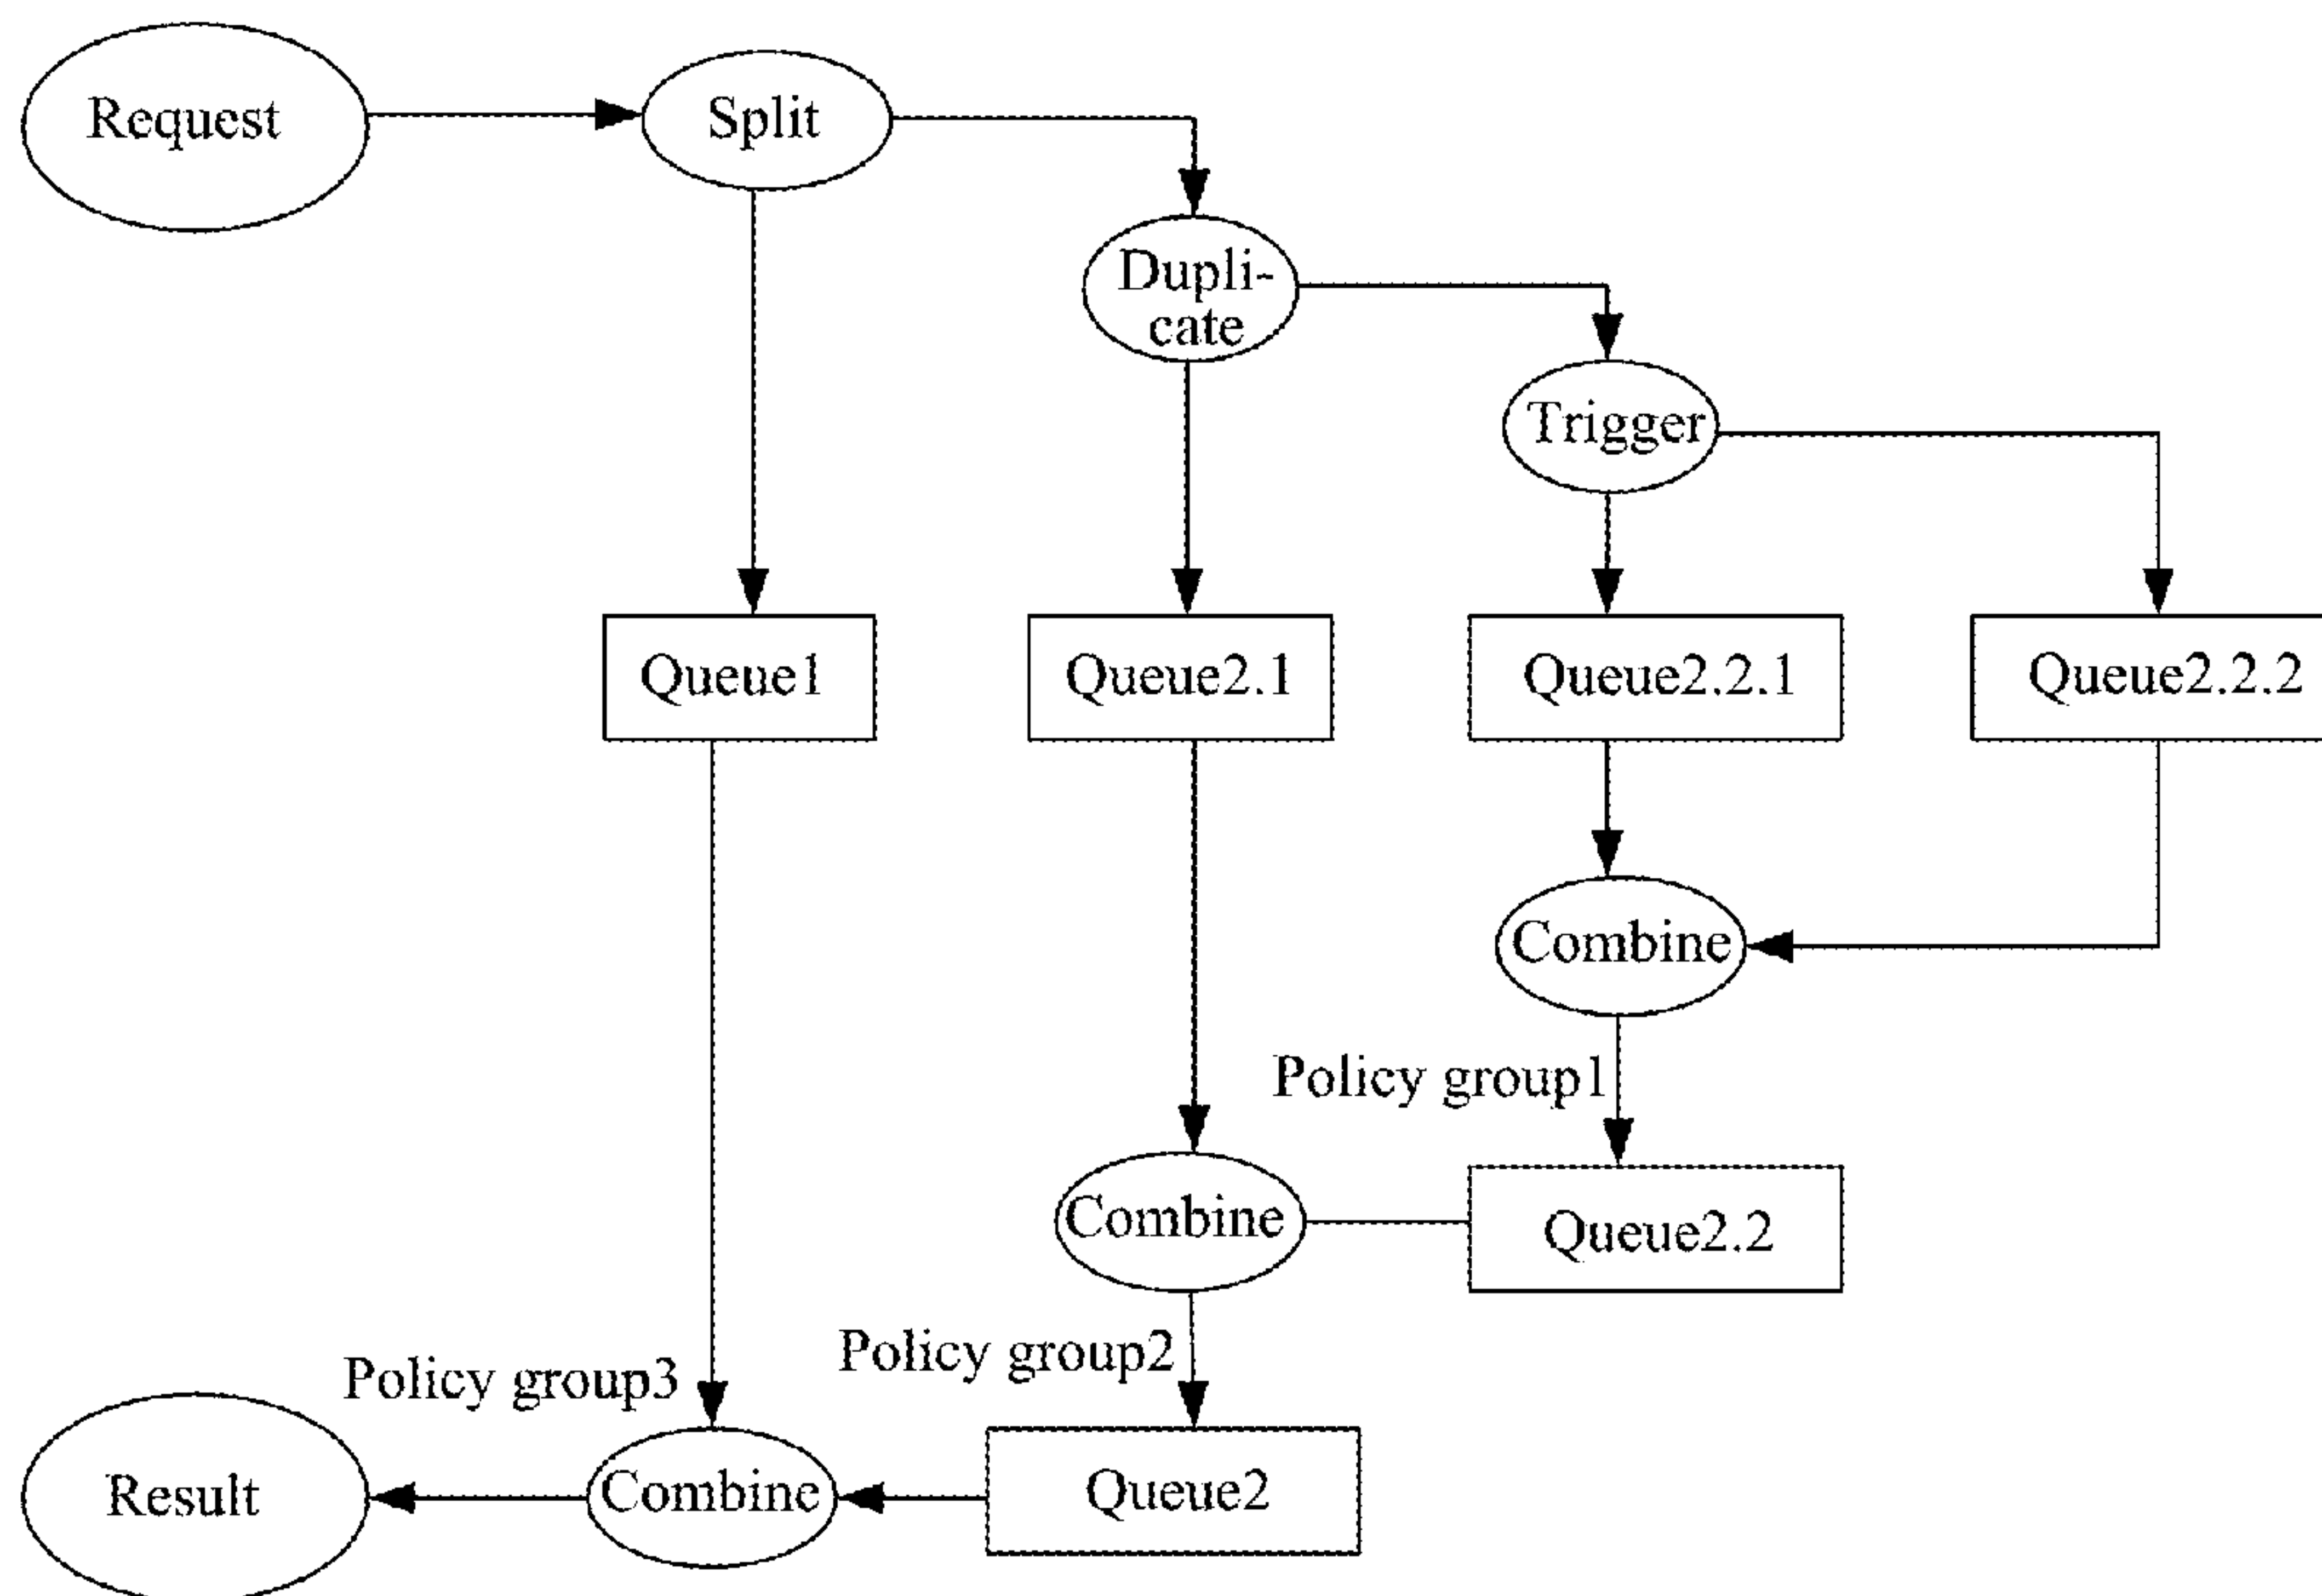 Request
Split
Dupli-
cate
Trigger
Queue1
Queue2.1
Queue2.2.1
Queue2.2.2
Combine
Policy group1
Combine
Queue2.2
Policy group2
Policy group3
Result
Combine
Queue2